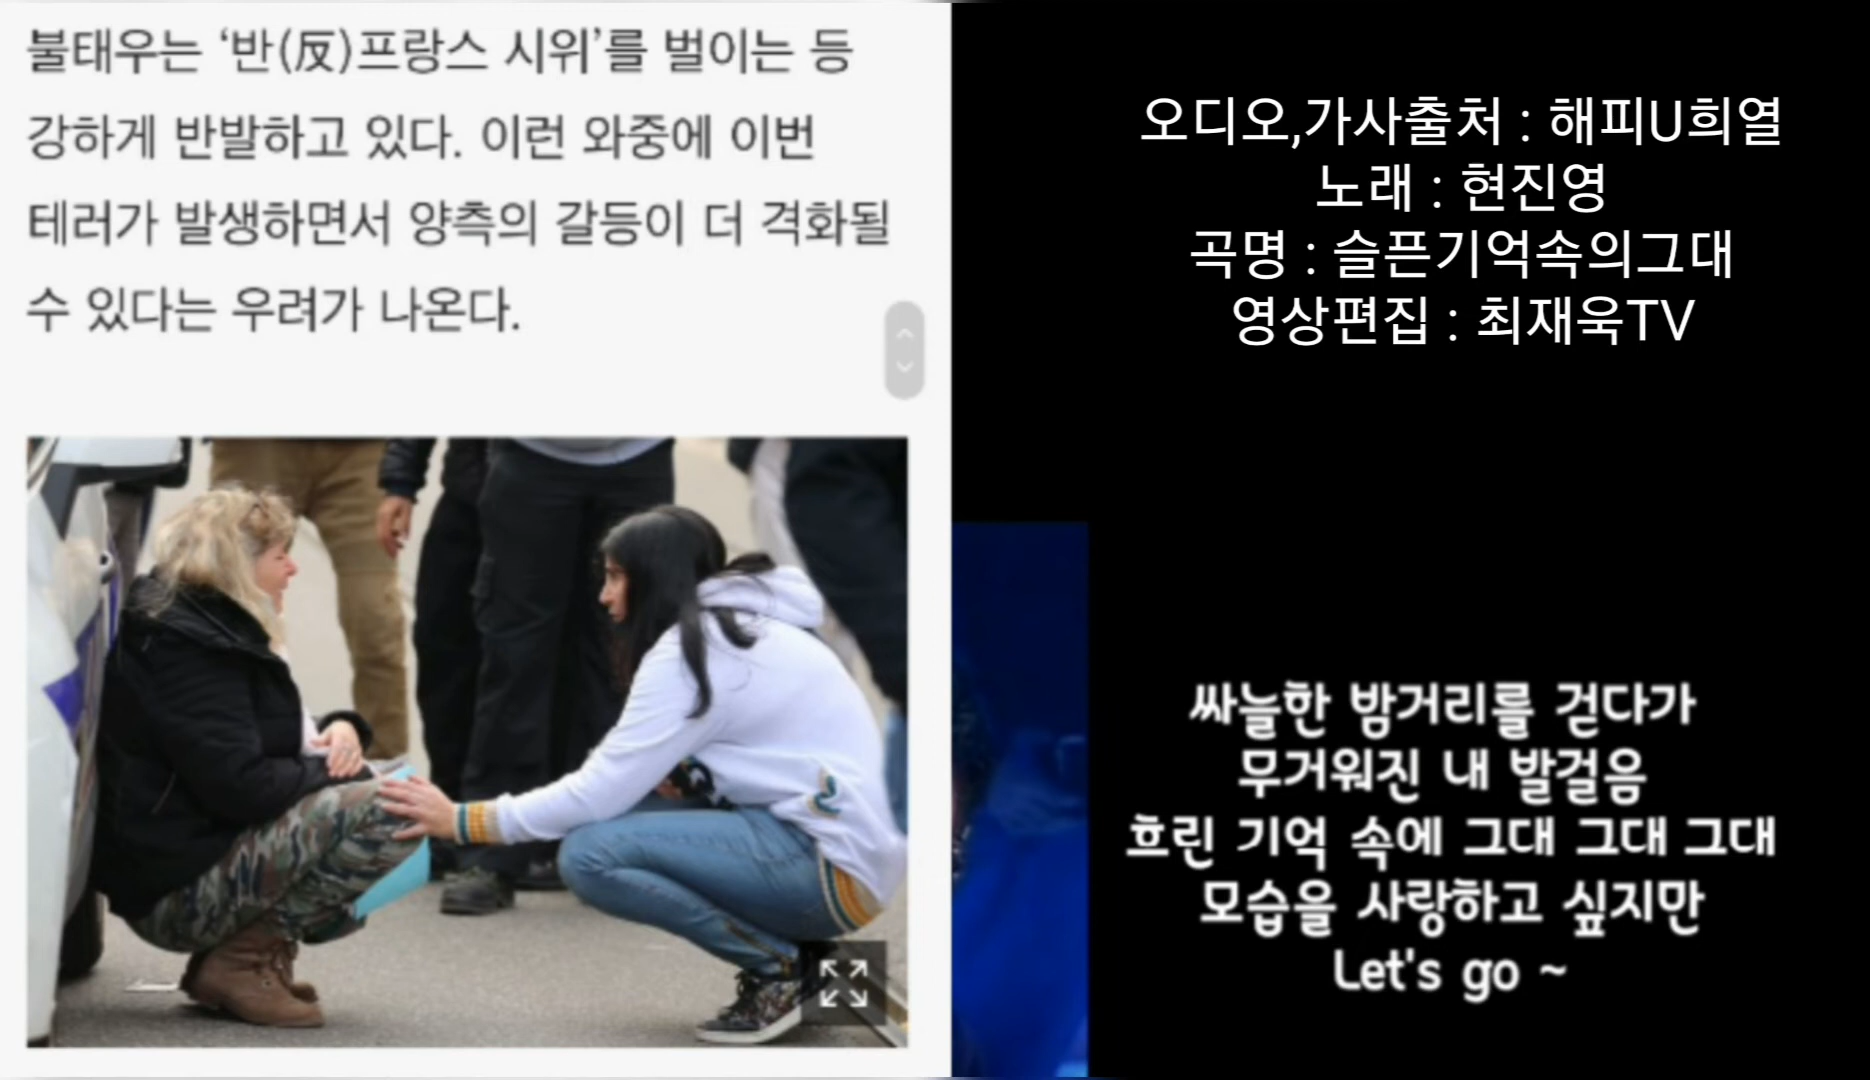 불태우는 ‘반(反)프랑스 시위’를 벌이는 등
강하게 반발하고 있다. 이런 와중에 이번
테러가 발생하면서 양측의 갈등이 더 격화될
수 있다는 우려가 나온다.
오디오,가사출처 : 해피U희열
노래 : 현진영
곡명 : 슬픈기억속의그대
영상편집 : 최재욱TV
싸늘한 밤거리를 걷다가
무거워진 내 발걸음
흐린 기억 속에 그대 그대 그대
모습을 사랑하고 싶지만
Let's go ~